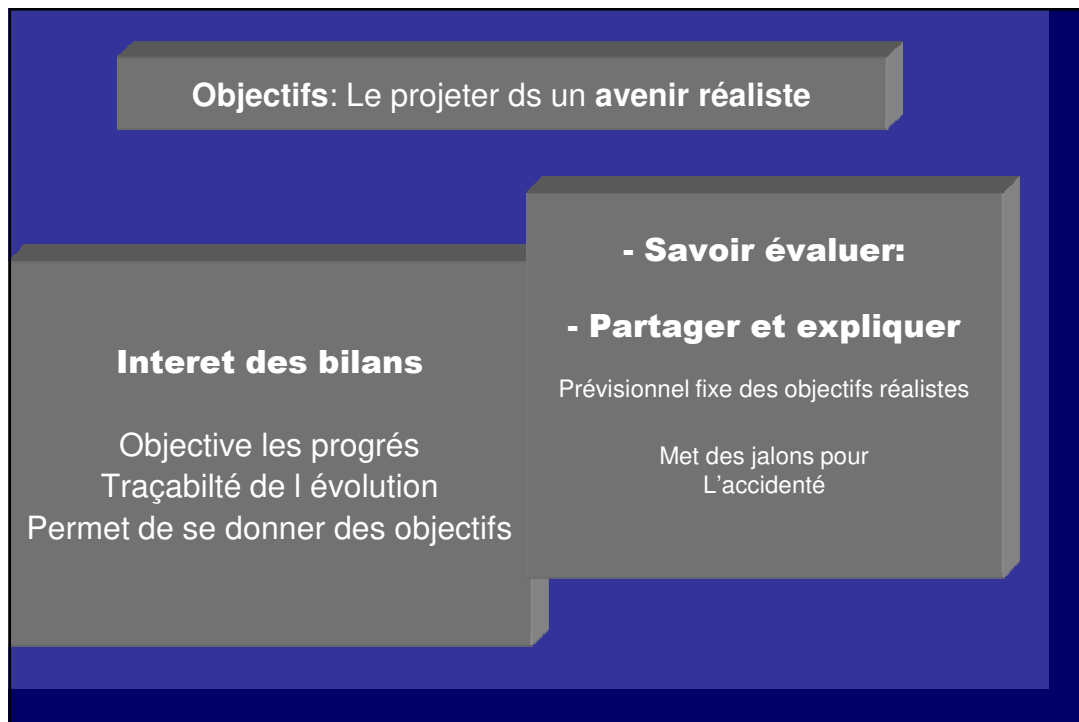 Objectifs: Le projeter ds un avenir réaliste
Interet des bilans
Objective les progrés
Traçabilté de l évolution
Permet de se donner des objectifs
- Savoir évaluer:
- Partager et expliquer
Prévisionnel fixe des objectifs réalistes
Met des jalons pour
L'accidenté